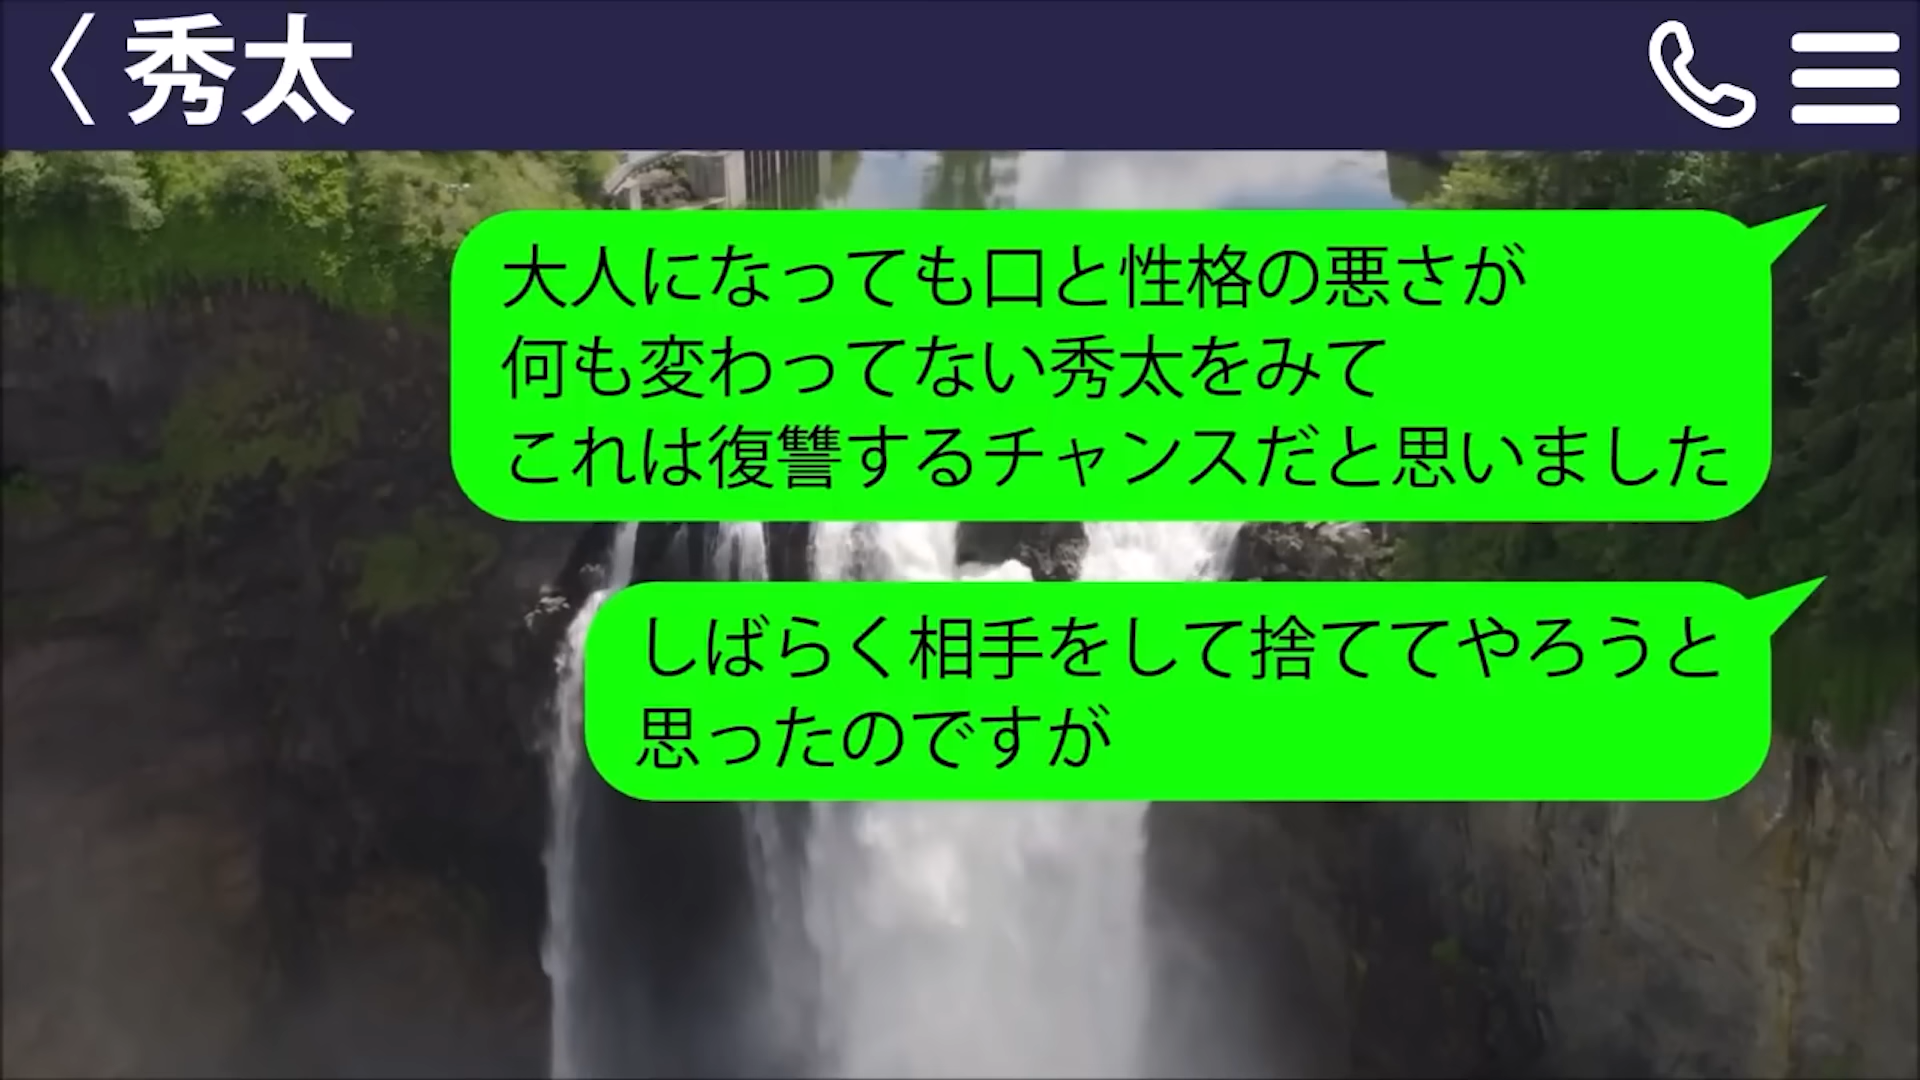 秀太
大人になっても口と性格の悪さが
何も変わってない秀太をみて
これは復讐するチャンスだと思いました
しばらく相手をして捨ててやろうと
思ったのですが